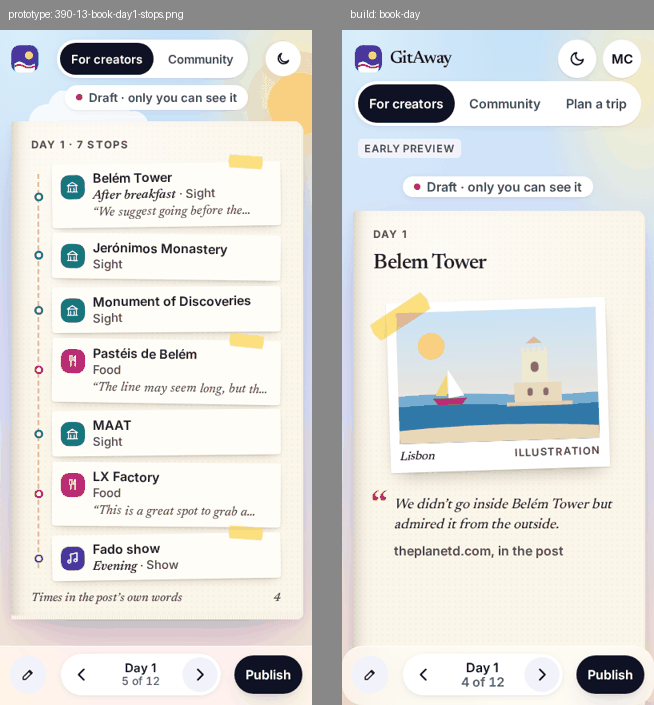 prototype: 390-13-book-day1-stops.png
For creators
Community
Draft · only you can see it
DAY 1 · 7 STOPS
Belém Tower
After breakfast · Sight
“We suggest going before the…
Jerónimos Monastery
Sight
Monument of Discoveries
Sight
Pastéis de Belém
Food
“The line may seem long, but th…
MAAT
Sight
LX Factory
Food
“This is a great spot to grab a…
Fado show
Evening · Show
Times in the post’s own words
4
Day 1
5 of 12
Publish
build: book-day
GitAway
MC
For creators
Community
Plan a trip
EARLY PREVIEW
Draft · only you can see it
DAY 1
Belem Tower
Lisbon
ILLUSTRATION
“ We didn’t go inside Belém Tower but
admired it from the outside.
theplanetd.com, in the post
Day 1
4 of 12
Publish